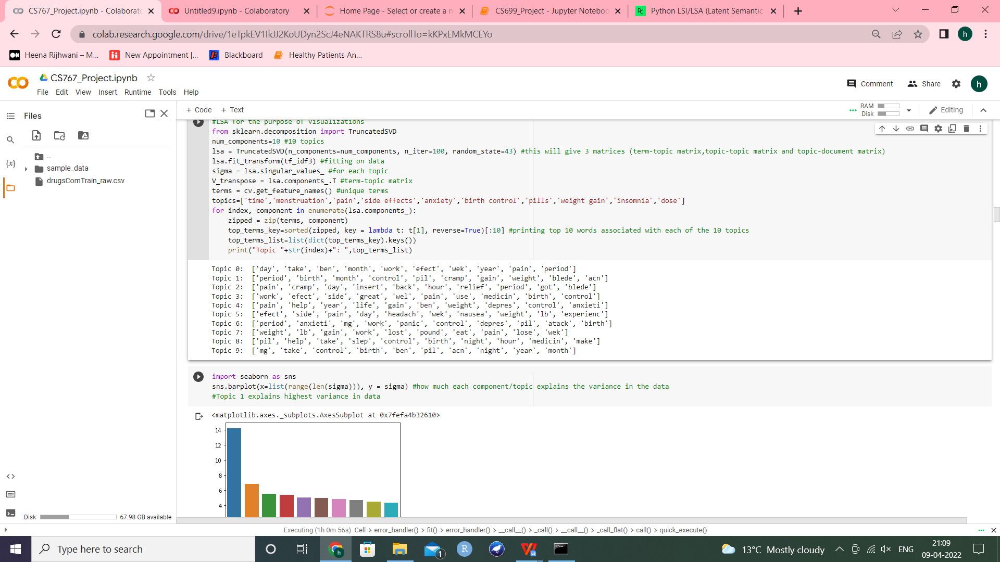 CS767_Project.ipynb - Colaborato
Untitled9.ipynb - Colaboratory
Home Page - Select or create a n
CS699_Project - Jupyter Noteboo
Python LSI/LSA (Latent Semantic
colab.research.google.com/drive/1eTpkEV1IkJJ2KoUDyn2ScJ4eNAKTRS8u#scrollTo=kKPxEMkMCEYo
h
Heena Rijhwani – M...
New Appointment |...
Blackboard
Healthy Patients An...
CS767_Project.ipynb
File Edit View Insert Runtime Tools Help
Comment
Share
h
Files
+ Code + Text
RAM
Disk
Editing
..
sample_data
drugsComTrain_raw.csv
{x}
#LSA for the purpose of visualizations
from sklearn.decomposition import TruncatedSVD
num_components=10 #10 topics
lsa = TruncatedSVD(n_components=num_components, n_iter=100, random_state=43) #this will give 3 matrices (term-topic matrix,topic-topic matrix and topic-document matrix)
lsa.fit_transform(tf_idf3) #fitting on data
sigma = lsa.singular_values_ #for each topic
V_transpose = lsa.components_.T #term-topic matrix
terms = cv.get_feature_names() #unique terms
topics=['time','menstruation','pain','side effects','anxiety','birth control','pills','weight gain','insomnia','dose']
for index, component in enumerate(lsa.components_):
    zipped = zip(terms, component)
    top_terms_key=sorted(zipped, key = lambda t: t[1], reverse=True)[:10] #printing top 10 words associated with each of the 10 topics
    top_terms_list=list(dict(top_terms_key).keys())
    print("Topic "+str(index)+": ",top_terms_list)
Topic 0:  ['day', 'take', 'ben', 'month', 'work', 'efect', 'wek', 'year', 'pain', 'period']
Topic 1:  ['period', 'birth', 'month', 'control', 'pil', 'cramp', 'gain', 'weight', 'blede', 'acn']
Topic 2:  ['pain', 'cramp', 'day', 'insert', 'back', 'hour', 'relief', 'period', 'got', 'blede']
Topic 3:  ['work', 'efect', 'side', 'great', 'wel', 'pain', 'use', 'medicin', 'birth', 'control']
Topic 4:  ['pain', 'help', 'year', 'life', 'gain', 'ben', 'weight', 'depres', 'control', 'anxieti']
Topic 5:  ['efect', 'side', 'pain', 'day', 'headach', 'wek', 'nausea', 'weight', 'lb', 'experienc']
Topic 6:  ['period', 'anxieti', 'mg', 'work', 'panic', 'control', 'depres', 'pil', 'atack', 'birth']
Topic 7:  ['weight', 'lb', 'gain', 'work', 'lost', 'pound', 'eat', 'pain', 'lose', 'wek']
Topic 8:  ['pil', 'help', 'take', 'slep', 'control', 'birth', 'night', 'hour', 'medicin', 'make']
Topic 9:  ['mg', 'take', 'control', 'birth', 'ben', 'pil', 'acn', 'night', 'year', 'month']
import seaborn as sns
sns.barplot(x=list(range(len(sigma))), y = sigma) #how much each component/topic explains the variance in the data
#Topic 1 explains highest variance in data
<matplotlib.axes._subplots.AxesSubplot at 0x7fefa4b32610>
14
12
10
8
6
4
Disk
67.98 GB available
Executing (1h 0m 56s) Cell > error_handler() > fit() > error_handler() > __call__() > _call() > __call__() > _call_flat() > call() > quick_execute()
Type here to search
h
1
R
13°C Mostly cloudy
ENG
21:09
09-04-2022